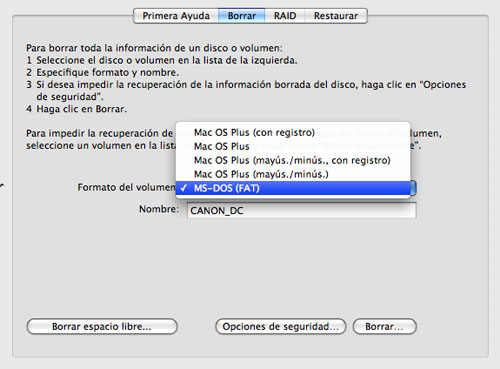 Primera Ayuda Borrar RAID Restaurar
Para borrar toda la información de un disco o volumen:
1 Seleccione el disco o volumen en la lista de la izquierda.
2 Especifique formato y nombre.
3 Si desea impedir la recuperación de la información borrada del disco, haga clic en “Opciones
de seguridad”.
4 Haga clic en Borrar.
Para impedir la recuperación de volumen,
seleccione un volumen en la lista
Mac OS Plus (con registro)
Mac OS Plus
Mac OS Plus (mayús./minús., con registro)
Mac OS Plus (mayús./minús.)
Formato del volumen ✓ MS-DOS (FAT)
Nombre: CANON_DC
Borrar espacio libre... Opciones de seguridad... Borrar...